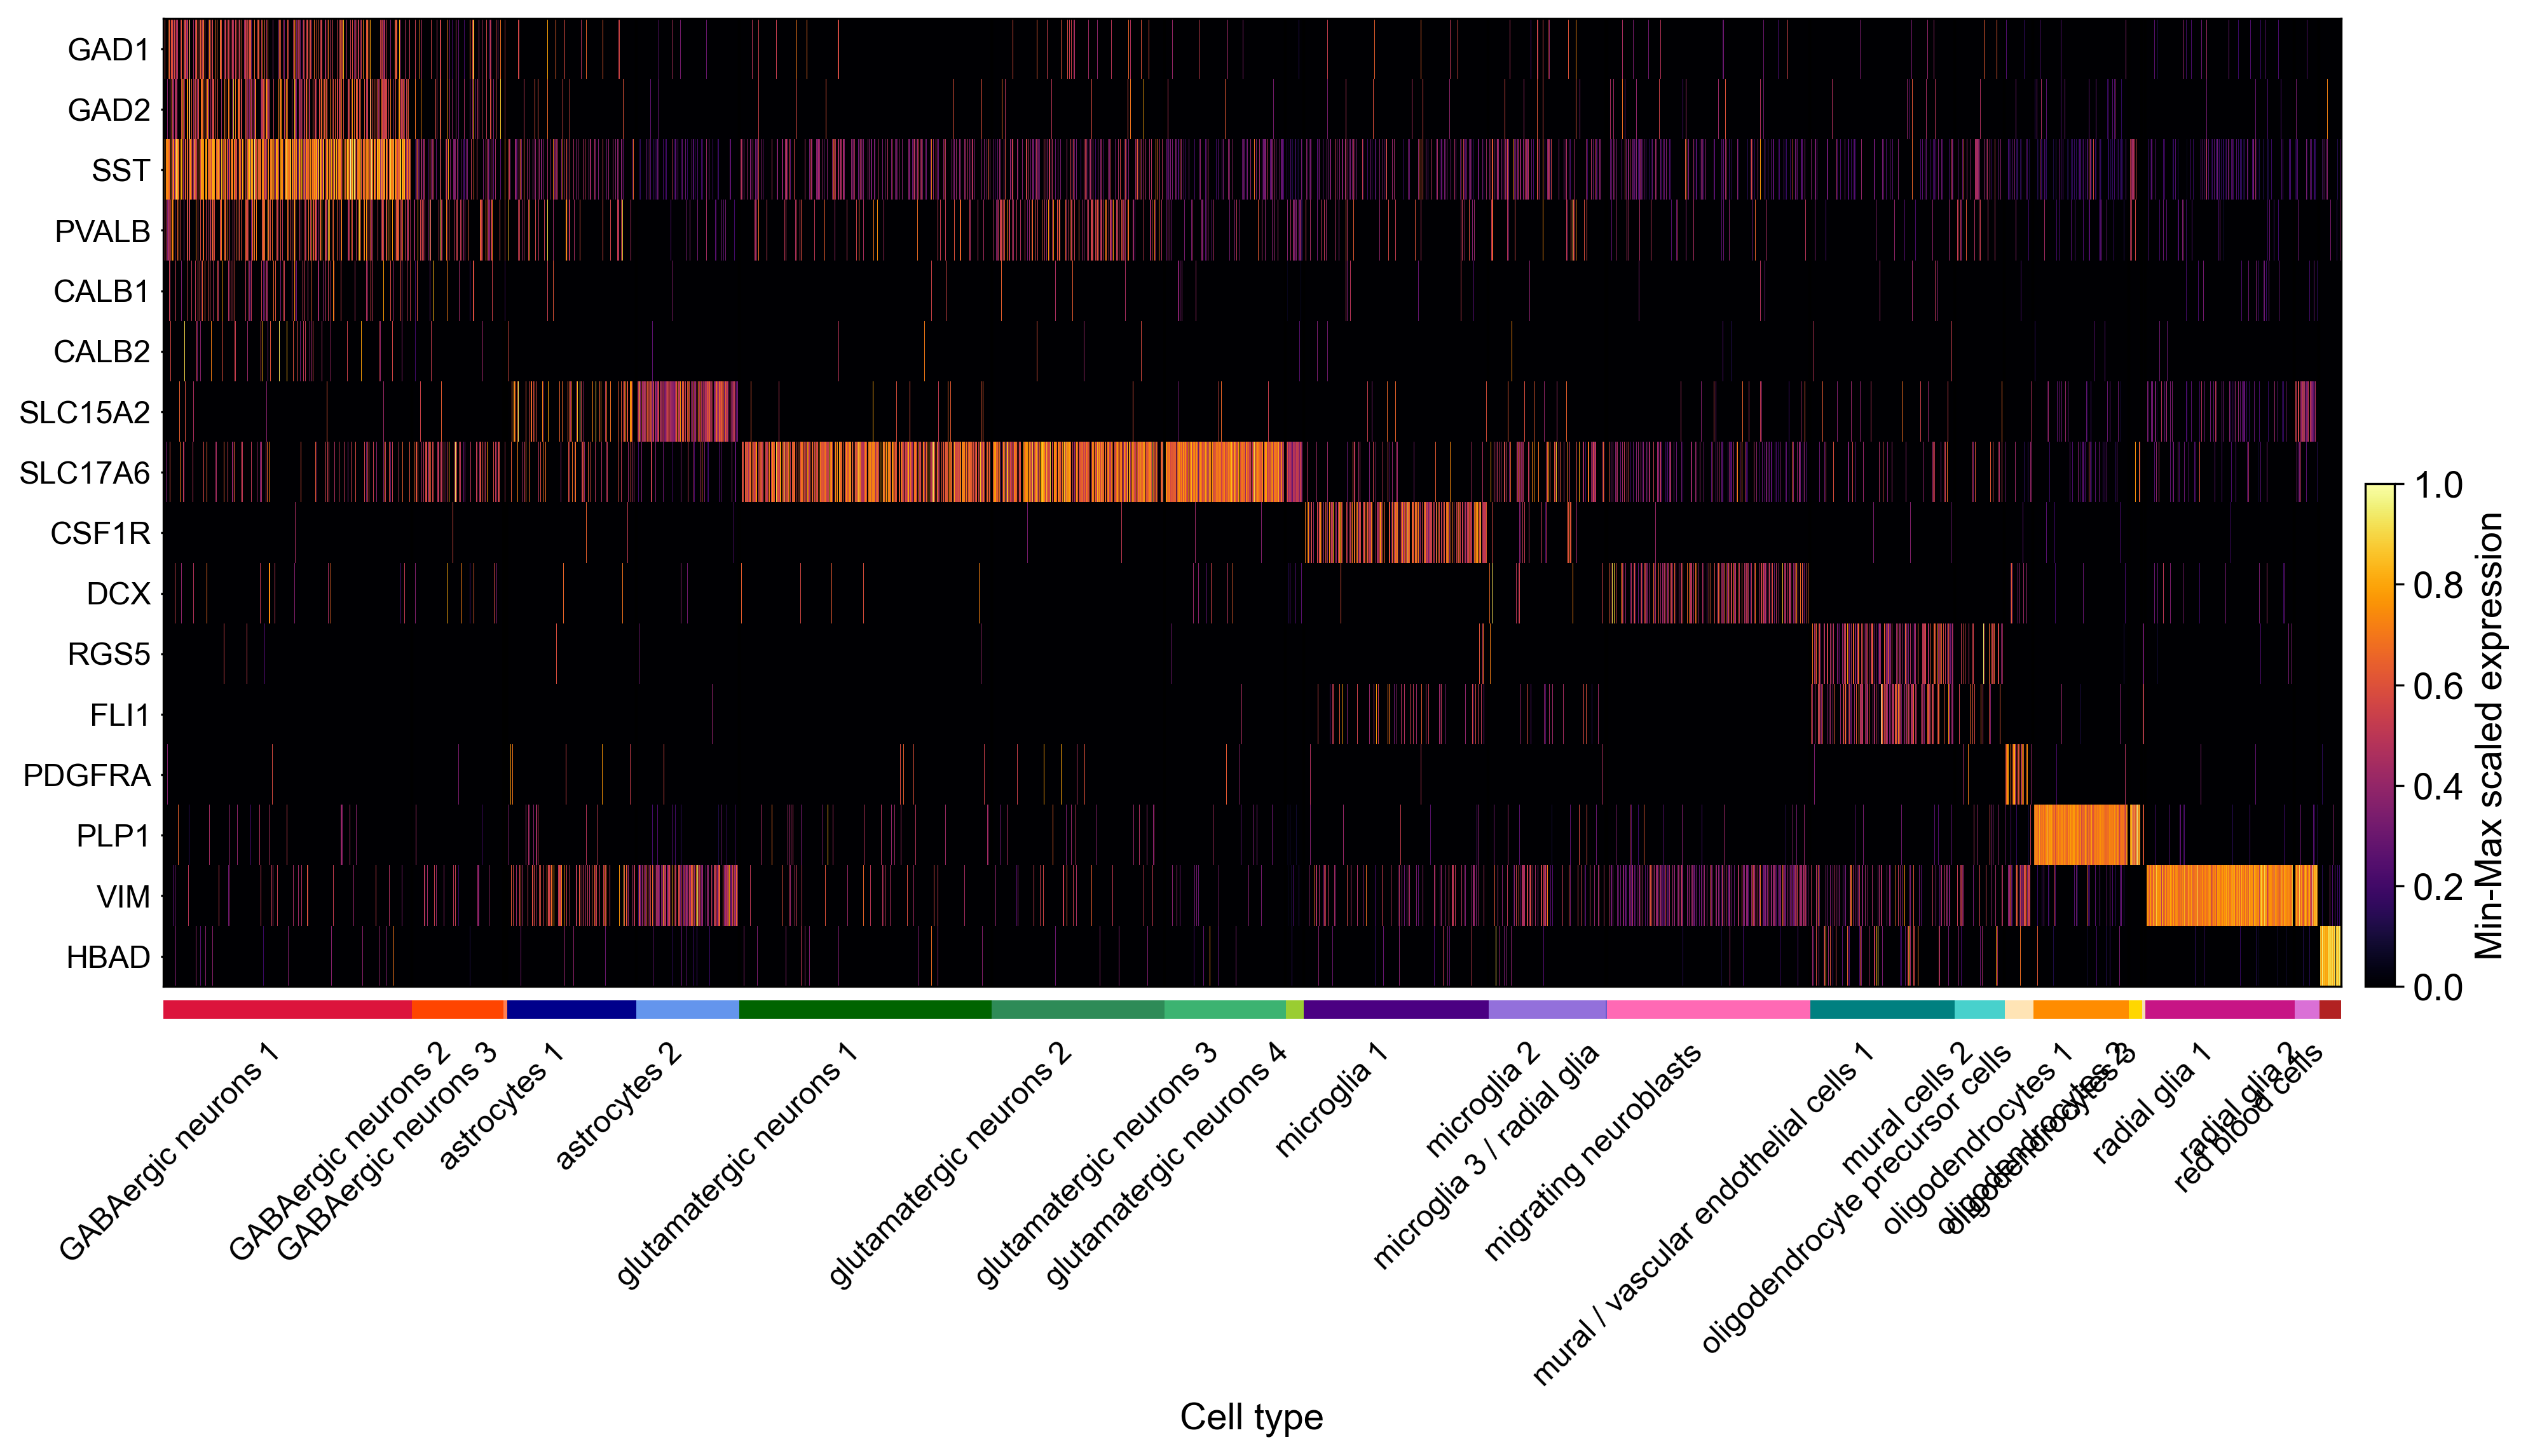 GAD1
GAD2
SST
PVALB
CALB1
CALB2
SLC15A2
SLC17A6
CSF1R
DCX
RGS5
FLI1
PDGFRA
PLP1
VIM
HBAD
1.0
0.8
0.6
0.4
0.2
0.0
Min-Max scaled expression
GABAergic neurons 1
GABAergic neurons 2
GABAergic neurons 3
astrocytes 1
astrocytes 2
glutamatergic neurons 1
glutamatergic neurons 2
glutamatergic neurons 3
glutamatergic neurons 4
microglia 1
microglia 2
microglia 3 / radial glia
migrating neuroblasts
mural / vascular endothelial cells 1
mural cells 2
oligodendrocyte precursor cells
oligodendrocytes 1
oligodendrocytes 2
oligodendrocytes 3
radial glia 1
radial glia 2
red blood cells
Cell type